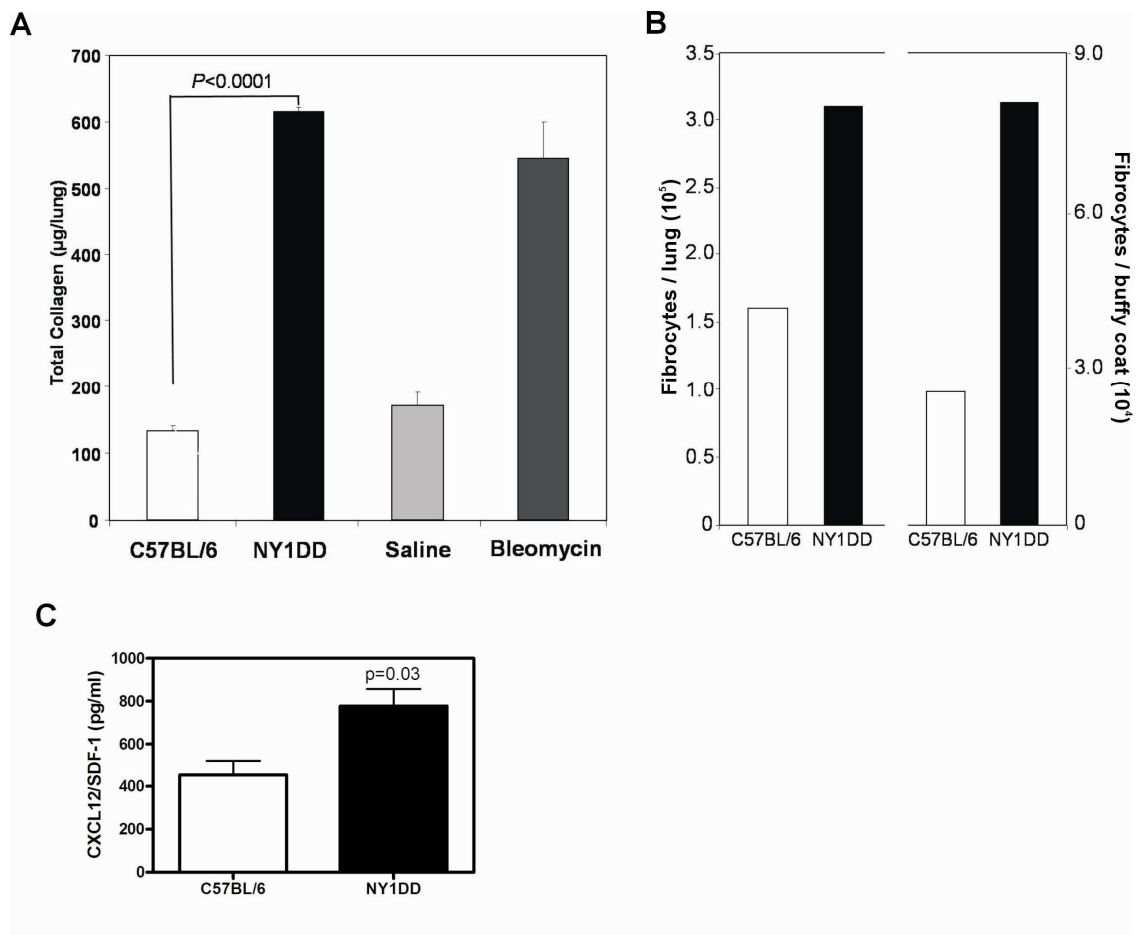 A
Total Collagen (µg/lung)
700
600
500
400
300
200
100
0
P<0.0001
C57BL/6 NY1DD Saline Bleomycin
B
Fibrocytes / lung (10⁵)
3.5
3.0
2.5
2.0
1.5
1.0
0.5
0
C57BL/6 NY1DD C57BL/6 NY1DD
9.0
6.0
3.0
0
Fibrocytes / buffy coat (10⁴)
C
CXCL12/SDF-1 (pg/ml)
1000
800
600
400
200
0
p=0.03
C57BL/6 NY1DD